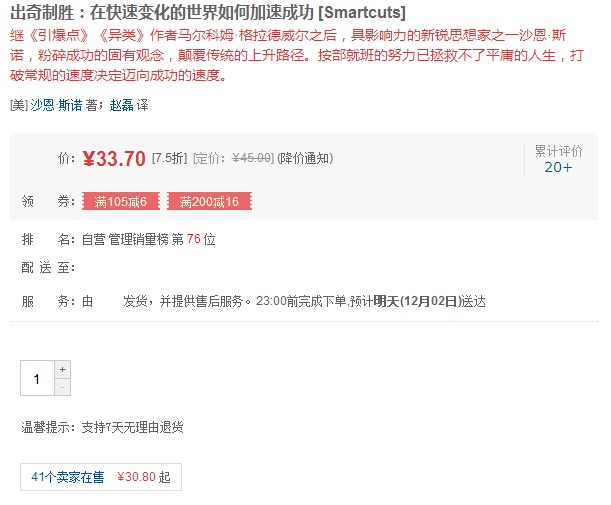 出奇制胜：在快速变化的世界如何加速成功 [Smartcuts]
继《引爆点》《异类》作者马尔科姆·格拉德威尔之后，具影响力的新锐思想家之一沙恩·斯
诺，粉碎成功的固有观念，颠覆传统的上升路径。按部就班的努力已拯救不了平庸的人生，打
破常规的速度决定迈向成功的速度。
[美] 沙恩·斯诺 著；赵磊 译
价： ¥33.70 [7.5折] [定价：¥45.00] (降价通知)
累计评价
20+
领 券： 满105减6 满200减16
排 名： 自营 管理销量榜 第 76 位
配 送 至：
服 务： 由 发货，并提供售后服务。23:00前完成下单,预计明天(12月02日)送达
1 + -
温馨提示：支持7天无理由退货
41个卖家在售 ¥30.80 起